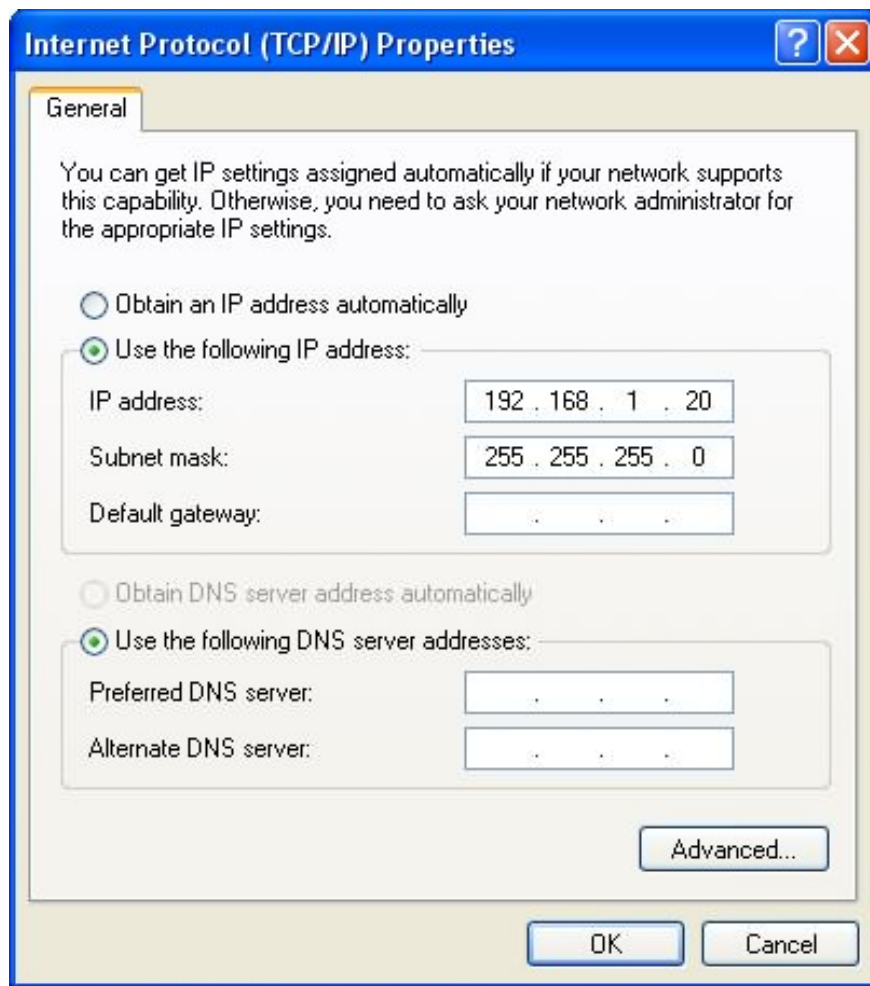 Internet Protocol (TCP/IP) Properties
General
You can get IP settings assigned automatically if your network supports
this capability. Otherwise, you need to ask your network administrator for
the appropriate IP settings.
Obtain an IP address automatically
Use the following IP address:
IP address: 192 . 168 . 1 . 20
Subnet mask: 255 . 255 . 255 . 0
Default gateway: . . .
Obtain DNS server address automatically
Use the following DNS server addresses:
Preferred DNS server: . . .
Alternate DNS server: . . .
Advanced...
OK Cancel